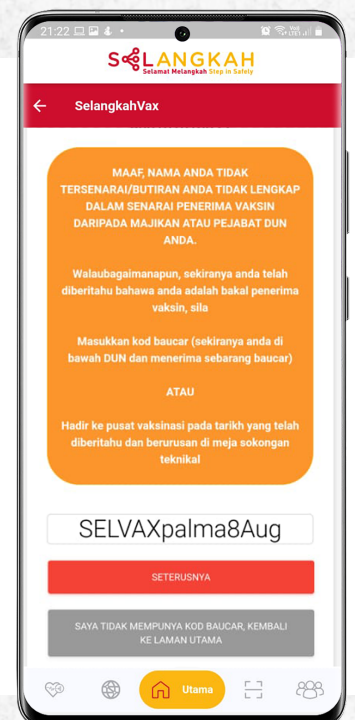 21:22
SELANGKAH
Selamat Melangkah Step in Safely
SelangkahVax
MAAF, NAMA ANDA TIDAK
TERSENARAI/BUTIRAN ANDA TIDAK LENGKAP
DALAM SENARAI PENERIMA VAKSIN
DARIPADA MAJIKAN ATAU PEJABAT DUN
ANDA.
Walaubagaimanapun, sekiranya anda telah
diberitahu bahawa anda adalah bakal penerima
vaksin, sila
Masukkan kod baucar (sekiranya anda di
bawah DUN dan menerima sebarang baucar)
ATAU
Hadir ke pusat vaksinasi pada tarikh yang telah
diberitahu dan berurusan di meja sokongan
teknikal
SELVAXpalma8Aug
SETERUSNYA
SAYA TIDAK MEMPUNYA KOD BAUCAR, KEMBALI
KE LAMAN UTAMA
Utama